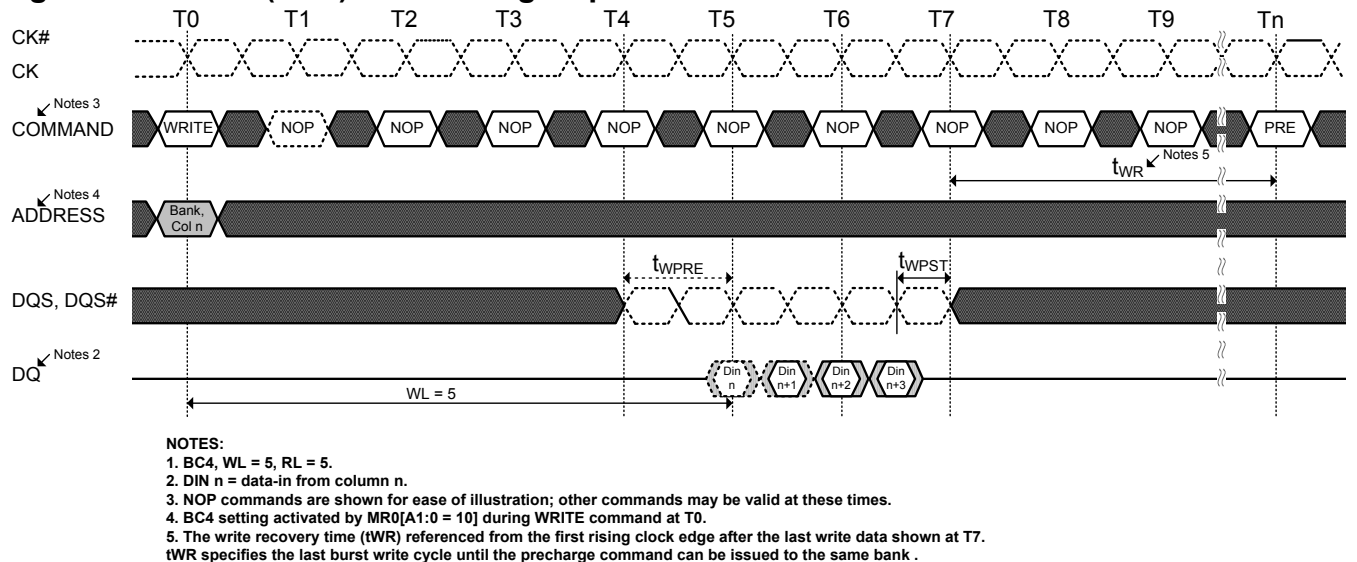 T0 T1 T2 T3 T4 T5 T6 T7 T8 T9 Tn
CK#
CK
Notes 3
COMMAND WRITE NOP NOP NOP NOP NOP NOP NOP NOP NOP PRE
tWR Notes 5
Notes 4
ADDRESS
Bank,
Col n
tWPRE tWPST
DQS, DQS#
Notes 2
DQ
Din n Din n+1 Din n+2 Din n+3
WL = 5
NOTES:
1. BC4, WL = 5, RL = 5.
2. DIN n = data-in from column n.
3. NOP commands are shown for ease of illustration; other commands may be valid at these times.
4. BC4 setting activated by MR0[A1:0 = 10] during WRITE command at T0.
5. The write recovery time (tWR) referenced from the first rising clock edge after the last write data shown at T7.
tWR specifies the last burst write cycle until the precharge command can be issued to the same bank .